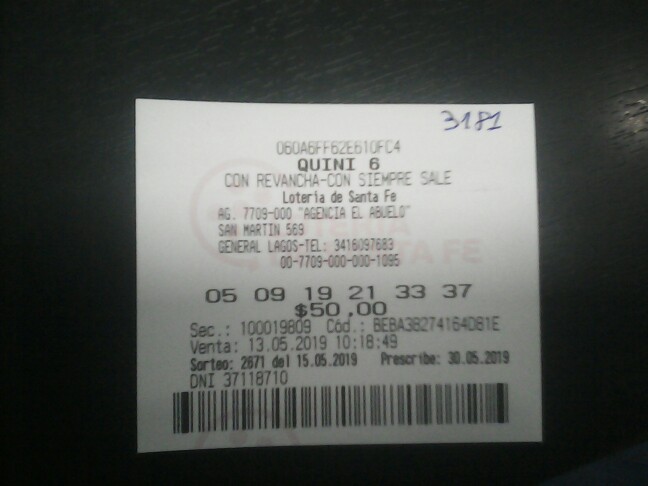 3181
060A6FF62E610FC4
QUINI 6
CON REVANCHA-CON SIEMPRE SALE
Lotería de Santa Fe
AG. 7709-000 "AGENCIA EL ABUELO"
SAN MARTIN 569
GENERAL LAGOS-TEL: 3416097683
00-7709-000-000-1095
05 09 19 21 33 37
$50.00
Sec.: 100019809 Cód.: BEBA38274164D81E
Venta: 13.05.2019 10:18:49
Sorteo: 2671 del 15.05.2019 Prescribe: 30.05.2019
DNI 37118710